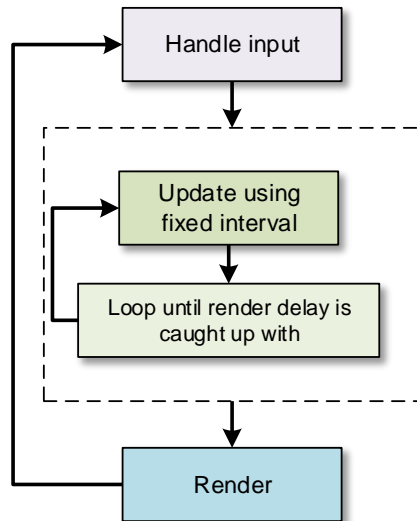 Handle input
Update using
fixed interval
Loop until render delay is
caught up with
Render